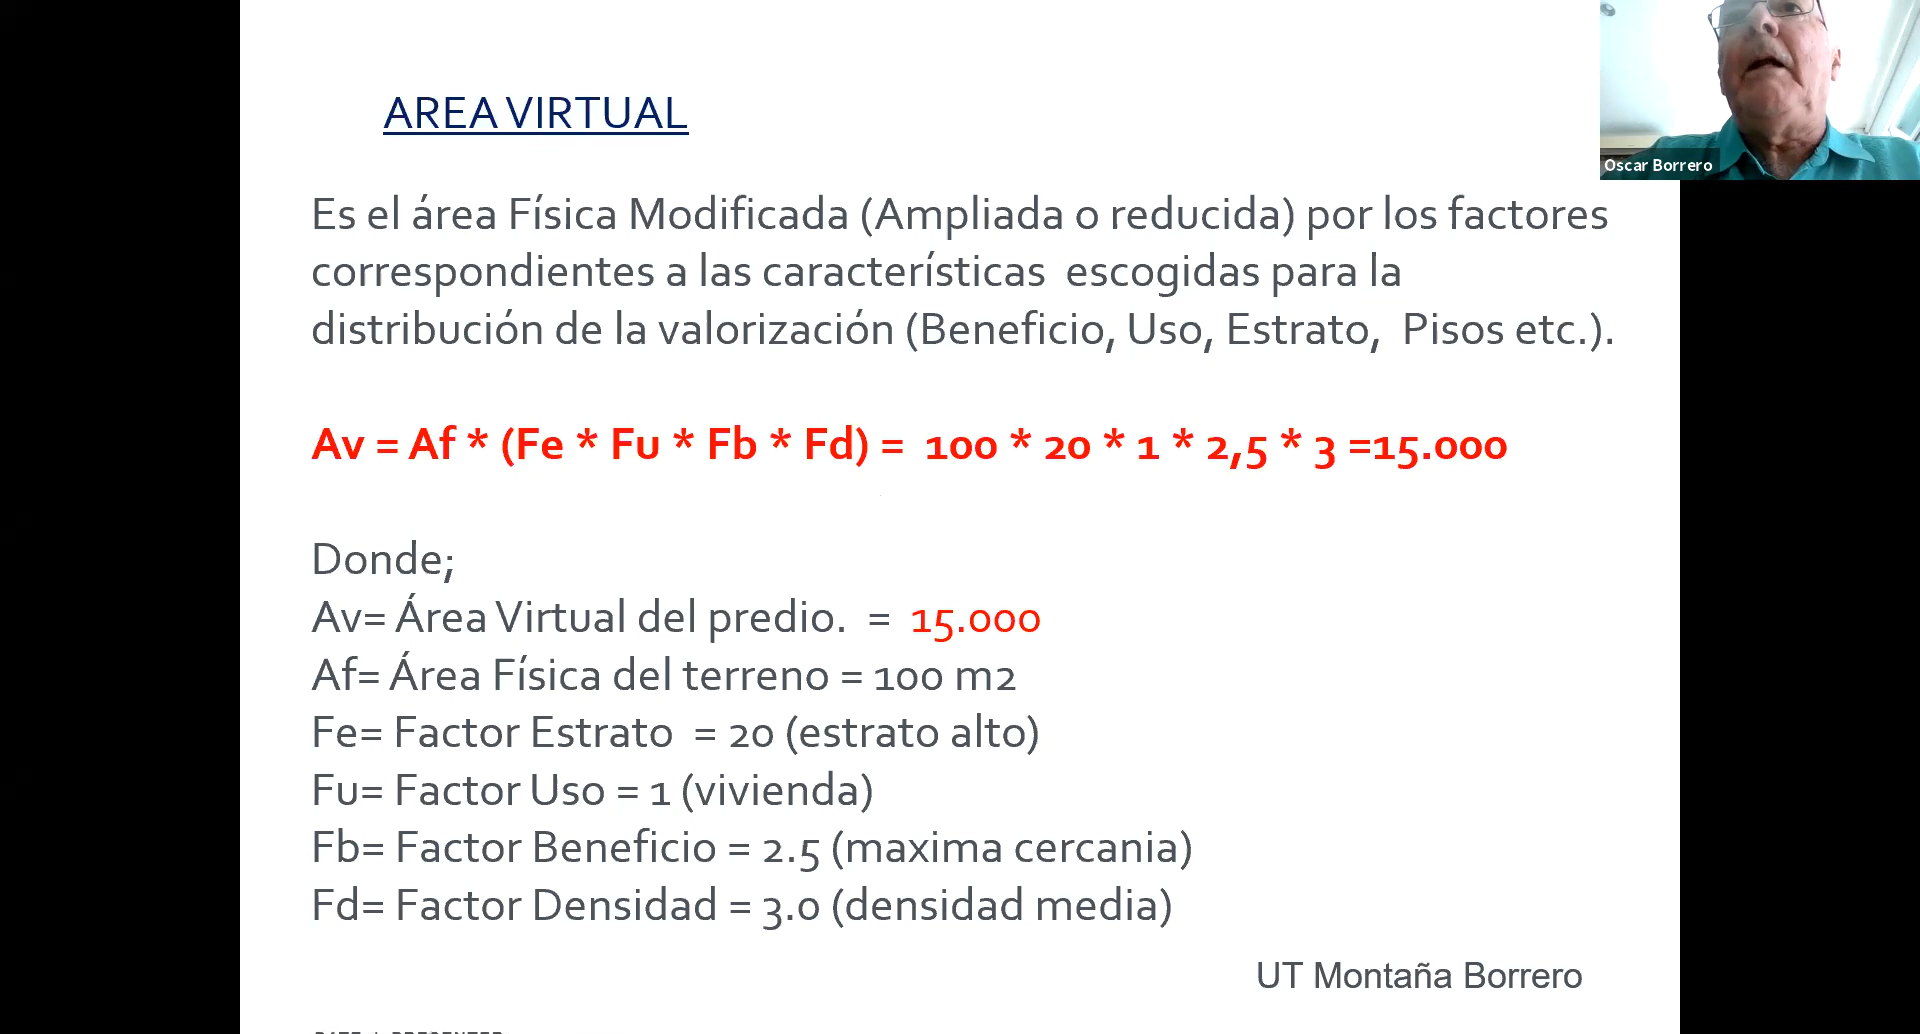 AREA VIRTUAL
Oscar Borrero
Es el área Física Modificada (Ampliada o reducida) por los factores
correspondientes a las características escogidas para la
distribución de la valorización (Beneficio, Uso, Estrato, Pisos etc.).
Av = Af * (Fe * Fu * Fb * Fd) = 100 * 20 * 1 * 2,5 * 3 =15.000
Donde;
Av= Área Virtual del predio. = 15.000
Af= Área Física del terreno = 100 m2
Fe= Factor Estrato = 20 (estrato alto)
Fu= Factor Uso = 1 (vivienda)
Fb= Factor Beneficio = 2.5 (maxima cercania)
Fd= Factor Densidad = 3.0 (densidad media)
UT Montaña Borrero